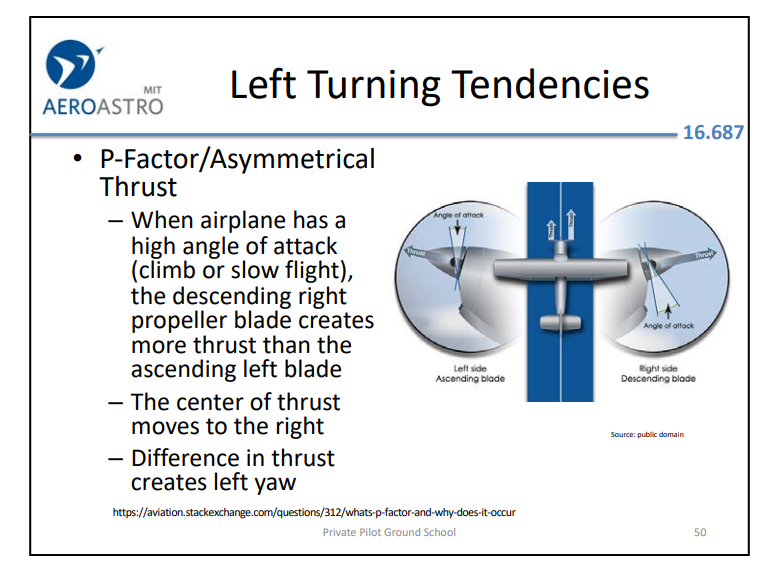 MIT
AEROASTRO
Left Turning Tendencies
16.687
• P-Factor/Asymmetrical
Thrust
– When airplane has a
high angle of attack
(climb or slow flight),
the descending right
propeller blade creates
more thrust than the
ascending left blade
– The center of thrust
moves to the right
– Difference in thrust
creates left yaw
Angle of attack
Thrust
Thrust
Thrust
Thrust
Angle of attack
Left side
Ascending blade
Right side
Descending blade
Source: public domain
https://aviation.stackexchange.com/questions/312/whats-p-factor-and-why-does-it-occur
Private Pilot Ground School
50